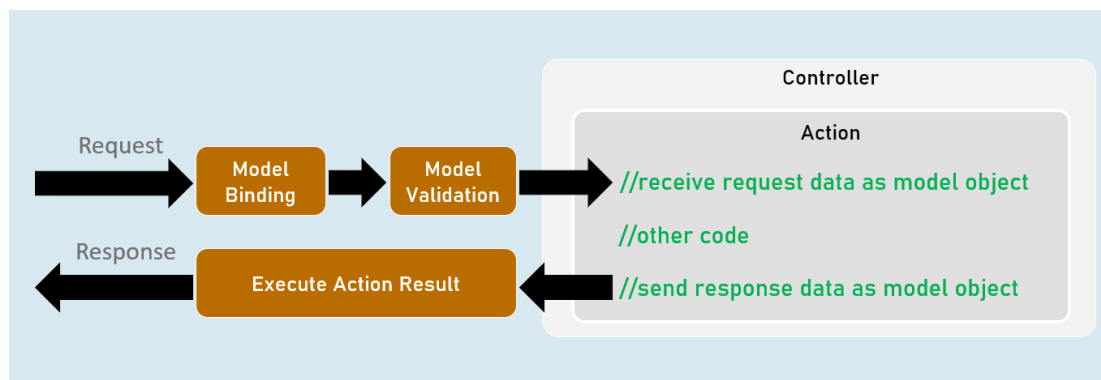 Controller
Action
Request
Model
Binding
Model
Validation
//receive request data as model object
//other code
Response
Execute Action Result
//send response data as model object